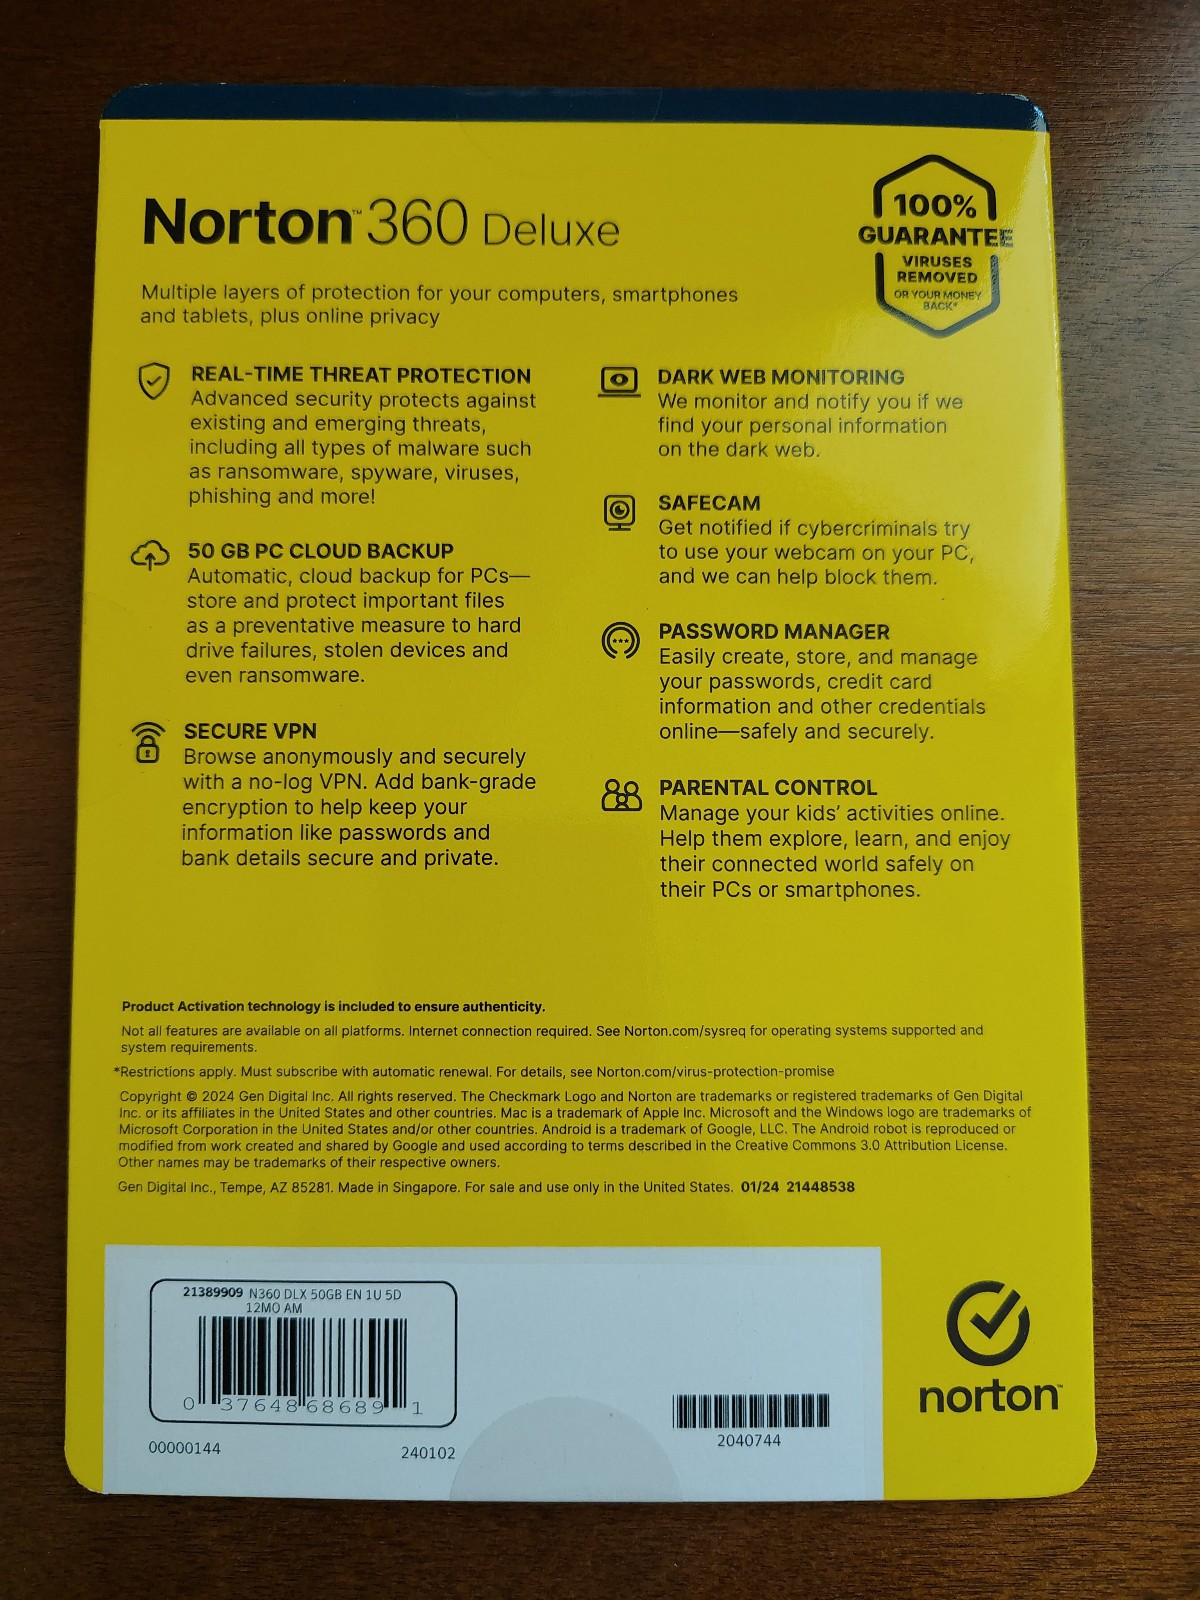 Norton™ 360 Deluxe
100%
GUARANTEE
VIRUSES
REMOVED
OR YOUR MONEY
BACK*
Multiple layers of protection for your computers, smartphones
and tablets, plus online privacy
REAL-TIME THREAT PROTECTION
Advanced security protects against
existing and emerging threats,
including all types of malware such
as ransomware, spyware, viruses,
phishing and more!
50 GB PC CLOUD BACKUP
Automatic, cloud backup for PCs—
store and protect important files
as a preventative measure to hard
drive failures, stolen devices and
even ransomware.
SECURE VPN
Browse anonymously and securely
with a no-log VPN. Add bank-grade
encryption to help keep your
information like passwords and
bank details secure and private.
DARK WEB MONITORING
We monitor and notify you if we
find your personal information
on the dark web.
SAFECAM
Get notified if cybercriminals try
to use your webcam on your PC,
and we can help block them.
PASSWORD MANAGER
Easily create, store, and manage
your passwords, credit card
information and other credentials
online—safely and securely.
PARENTAL CONTROL
Manage your kids’ activities online.
Help them explore, learn, and enjoy
their connected world safely on
their PCs or smartphones.
Product Activation technology is included to ensure authenticity.
Not all features are available on all platforms. Internet connection required. See Norton.com/sysreq for operating systems supported and
system requirements.
*Restrictions apply. Must subscribe with automatic renewal. For details, see Norton.com/virus-protection-promise
Copyright © 2024 Gen Digital Inc. All rights reserved. The Checkmark Logo and Norton are trademarks or registered trademarks of Gen Digital
Inc. or its affiliates in the United States and other countries. Mac is a trademark of Apple Inc. Microsoft and the Windows logo are trademarks of
Microsoft Corporation in the United States and/or other countries. Android is a trademark of Google, LLC. The Android robot is reproduced or
modified from work created and shared by Google and used according to terms described in the Creative Commons 3.0 Attribution License.
Other names may be trademarks of their respective owners.
Gen Digital Inc., Tempe, AZ 85281. Made in Singapore. For sale and use only in the United States. 01/24 21448538
21389909 N360 DLX 50GB EN 1U 5D
12MO AM
0 37648 68689 1
00000144
240102
2040744
norton™